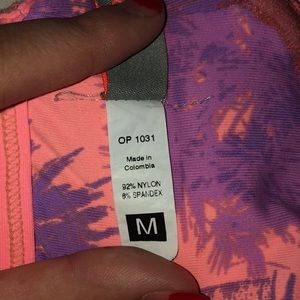 OP 1031
Made in
Colombia
92% NYLON
8% SPANDEX
M